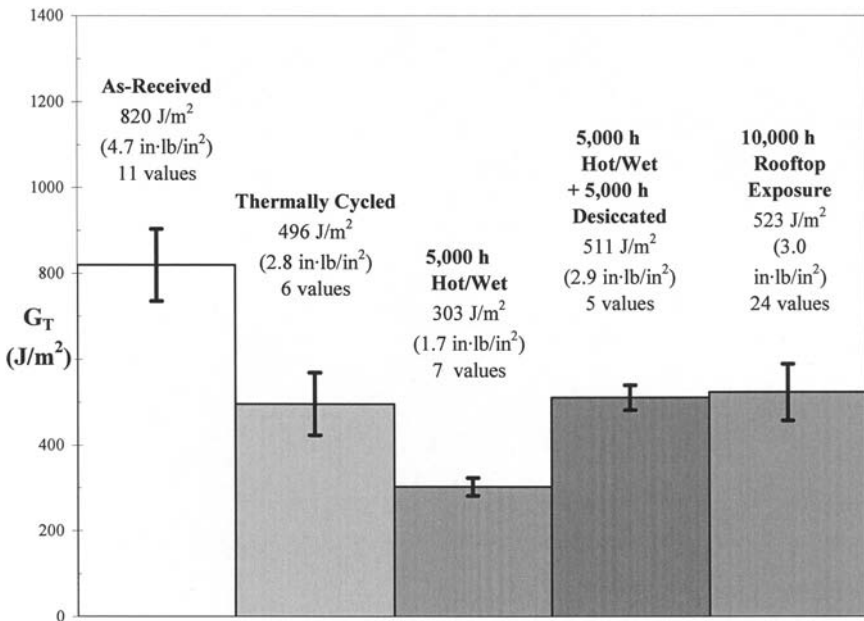 1400
1200
1000
800
600
400
200
0
G_T
(J/m²)
As-Received
820 J/m²
(4.7 in·lb/in²)
11 values
Thermally Cycled
496 J/m²
(2.8 in·lb/in²)
6 values
5,000 h
Hot/Wet
303 J/m²
(1.7 in·lb/in²)
7 values
5,000 h
Hot/Wet
+ 5,000 h
Desiccated
511 J/m²
(2.9 in·lb/in²)
5 values
10,000 h
Rooftop
Exposure
523 J/m²
(3.0
in·lb/in²)
24 values